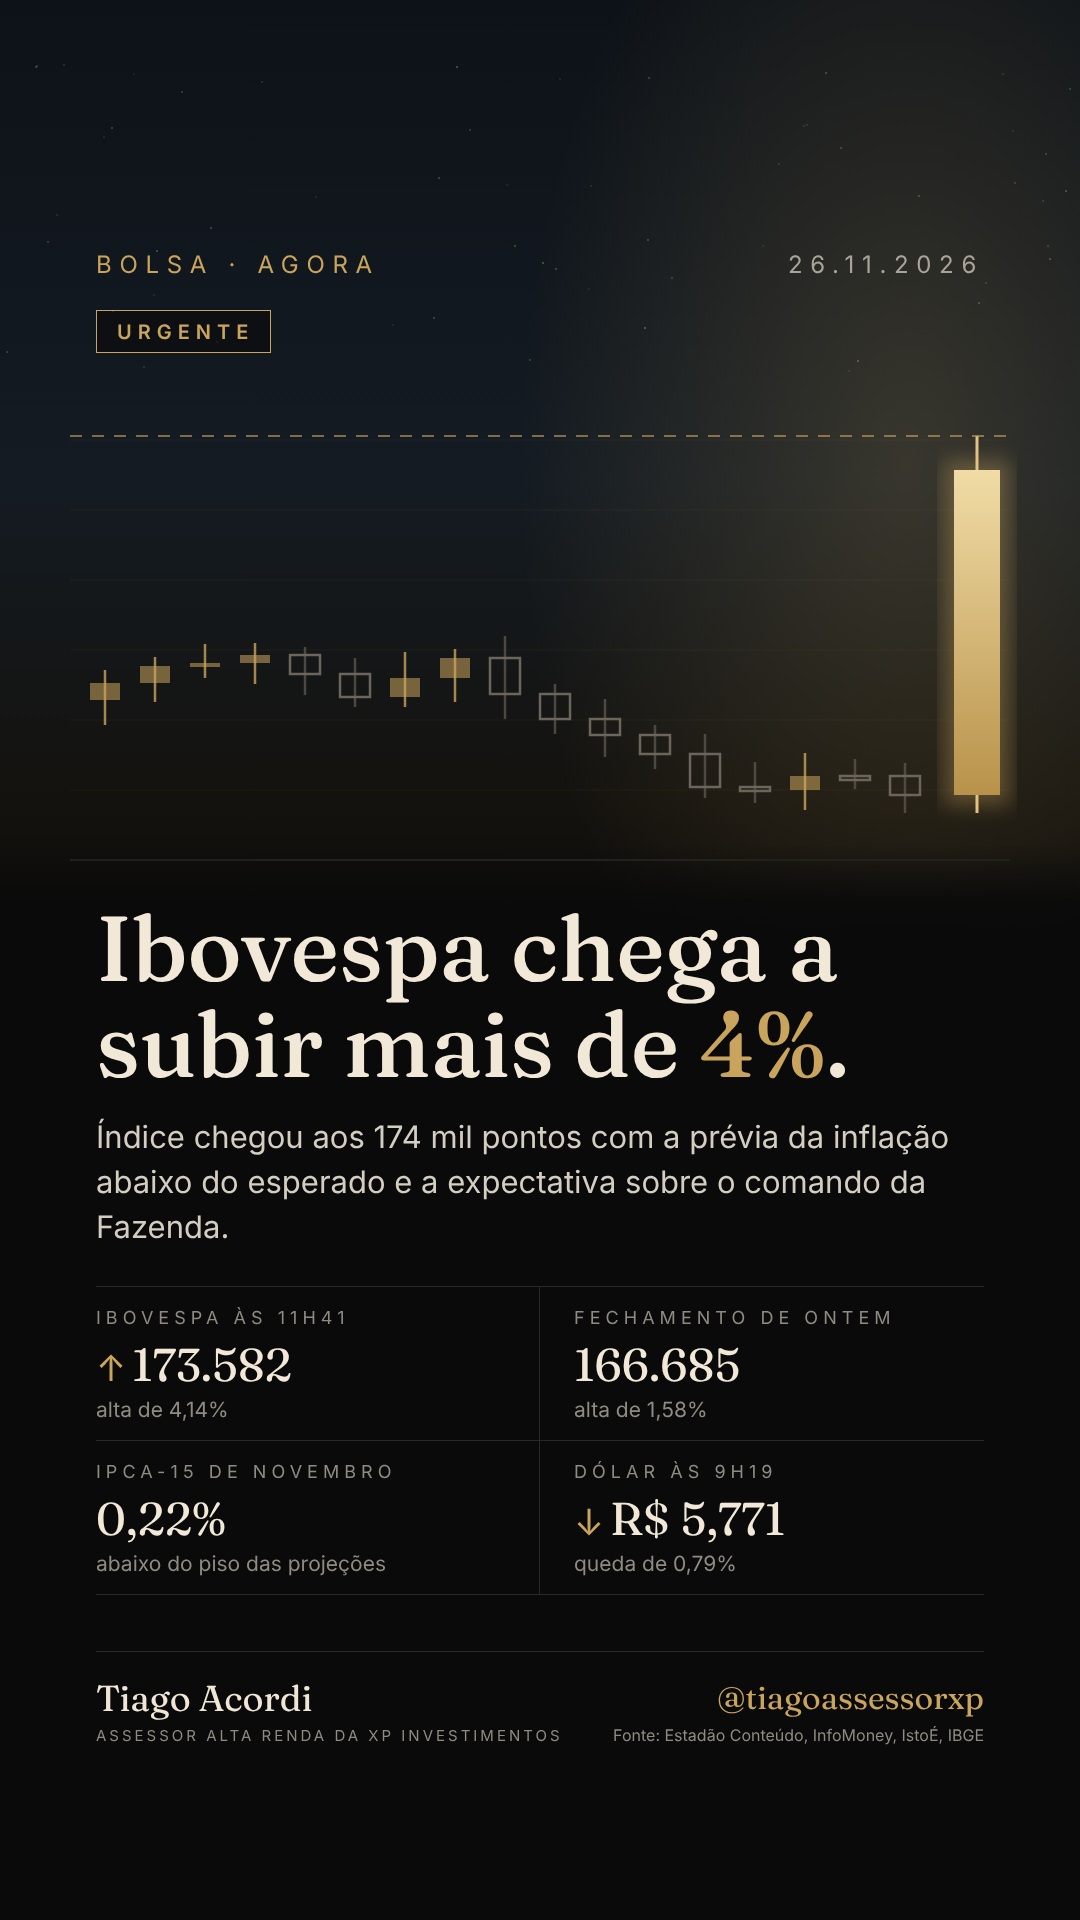 BOLSA · AGORA
26.11.2026
URGENTE
Ibovespa chega a
subir mais de 4%.
Índice chegou aos 174 mil pontos com a prévia da inflação
abaixo do esperado e a expectativa sobre o comando da
Fazenda.
IBOVESPA ÀS 11H41
↑ 173.582
alta de 4,14%
FECHAMENTO DE ONTEM
166.685
alta de 1,58%
IPCA-15 DE NOVEMBRO
0,22%
abaixo do piso das projeções
DÓLAR ÀS 9H19
↓ R$ 5,771
queda de 0,79%
Tiago Acordi
ASSESSOR ALTA RENDA DA XP INVESTIMENTOS
@tiagoassessorxp
Fonte: Estadão Conteúdo, InfoMoney, IstoÉ, IBGE